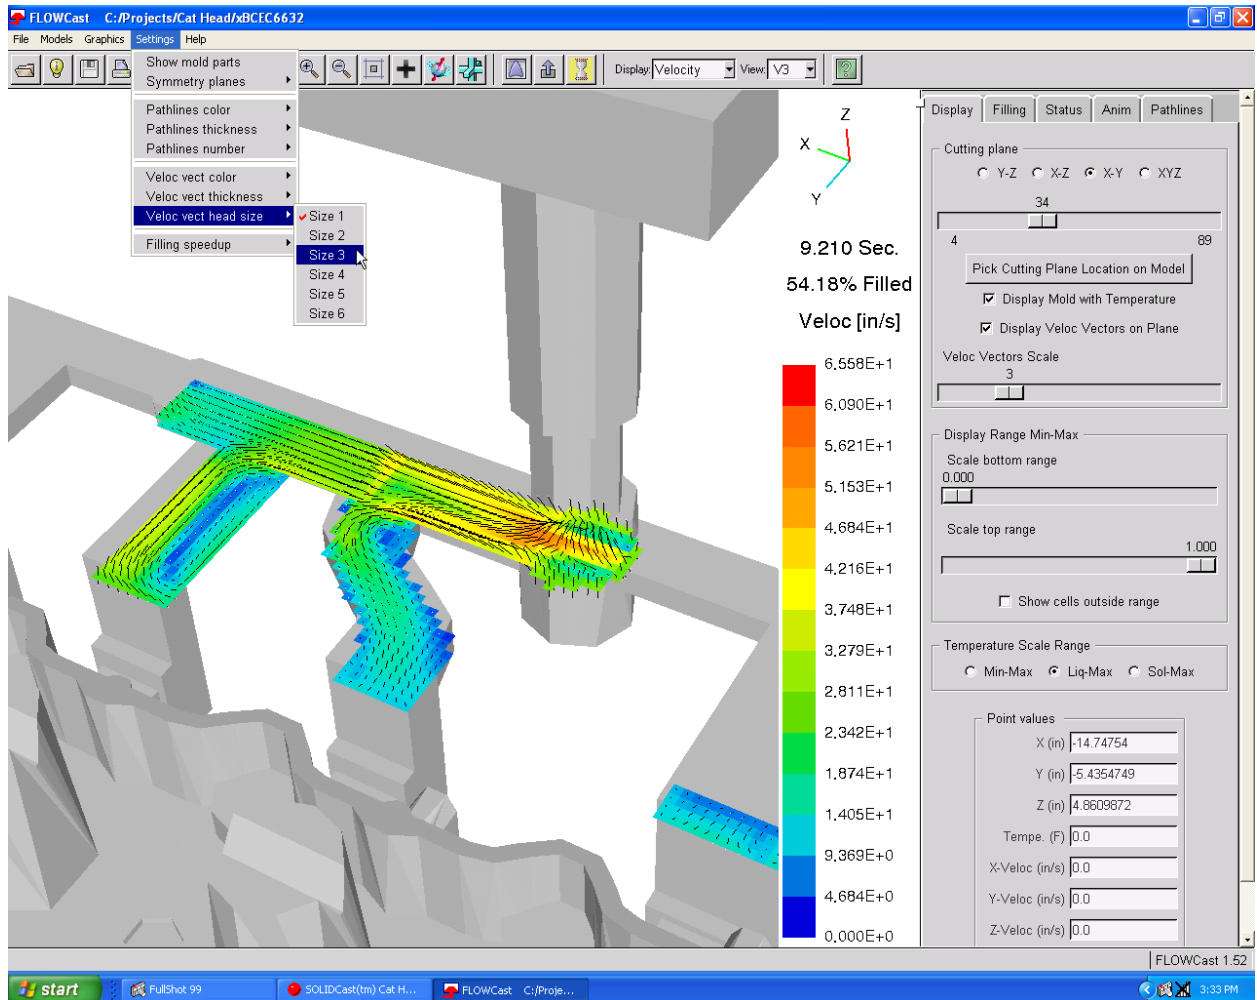 FLOWCast C:/Projects/Cat Head/xBCEC6632
File Models Graphics Settings Help
Display: Velocity View: V3
Show mold parts
Symmetry planes
Pathlines color
Pathlines thickness
Pathlines number
Veloc vect color
Veloc vect thickness
Veloc vect head size
Filling speedup
Size 1
Size 2
Size 3
Size 4
Size 5
Size 6
Z
X
Y
9.210 Sec.
54.18% Filled
Veloc [in/s]
6.558E+1
6.090E+1
5.621E+1
5.153E+1
4.684E+1
4.216E+1
3.748E+1
3.279E+1
2.811E+1
2.342E+1
1.874E+1
1.405E+1
9.369E+0
4.684E+0
0.000E+0
Display Filling Status Anim Pathlines
Cutting plane
Y-Z X-Z X-Y XYZ
34
4 89
Pick Cutting Plane Location on Model
Display Mold with Temperature
Display Veloc Vectors on Plane
Veloc Vectors Scale
3
Display Range Min-Max
Scale bottom range
0.000
Scale top range
1.000
Show cells outside range
Temperature Scale Range
Min-Max Liq-Max Sol-Max
Point values
X (in) -14.74754
Y (in) -5.4354749
Z (in) 4.8609872
Tempe. (F) 0.0
X-Veloc (in/s) 0.0
Y-Veloc (in/s) 0.0
Z-Veloc (in/s) 0.0
FLOWCast 1.52
start FullShot 99 SOLIDCast(tm) Cat H... FLOWCast C:/Proje... 3:33 PM